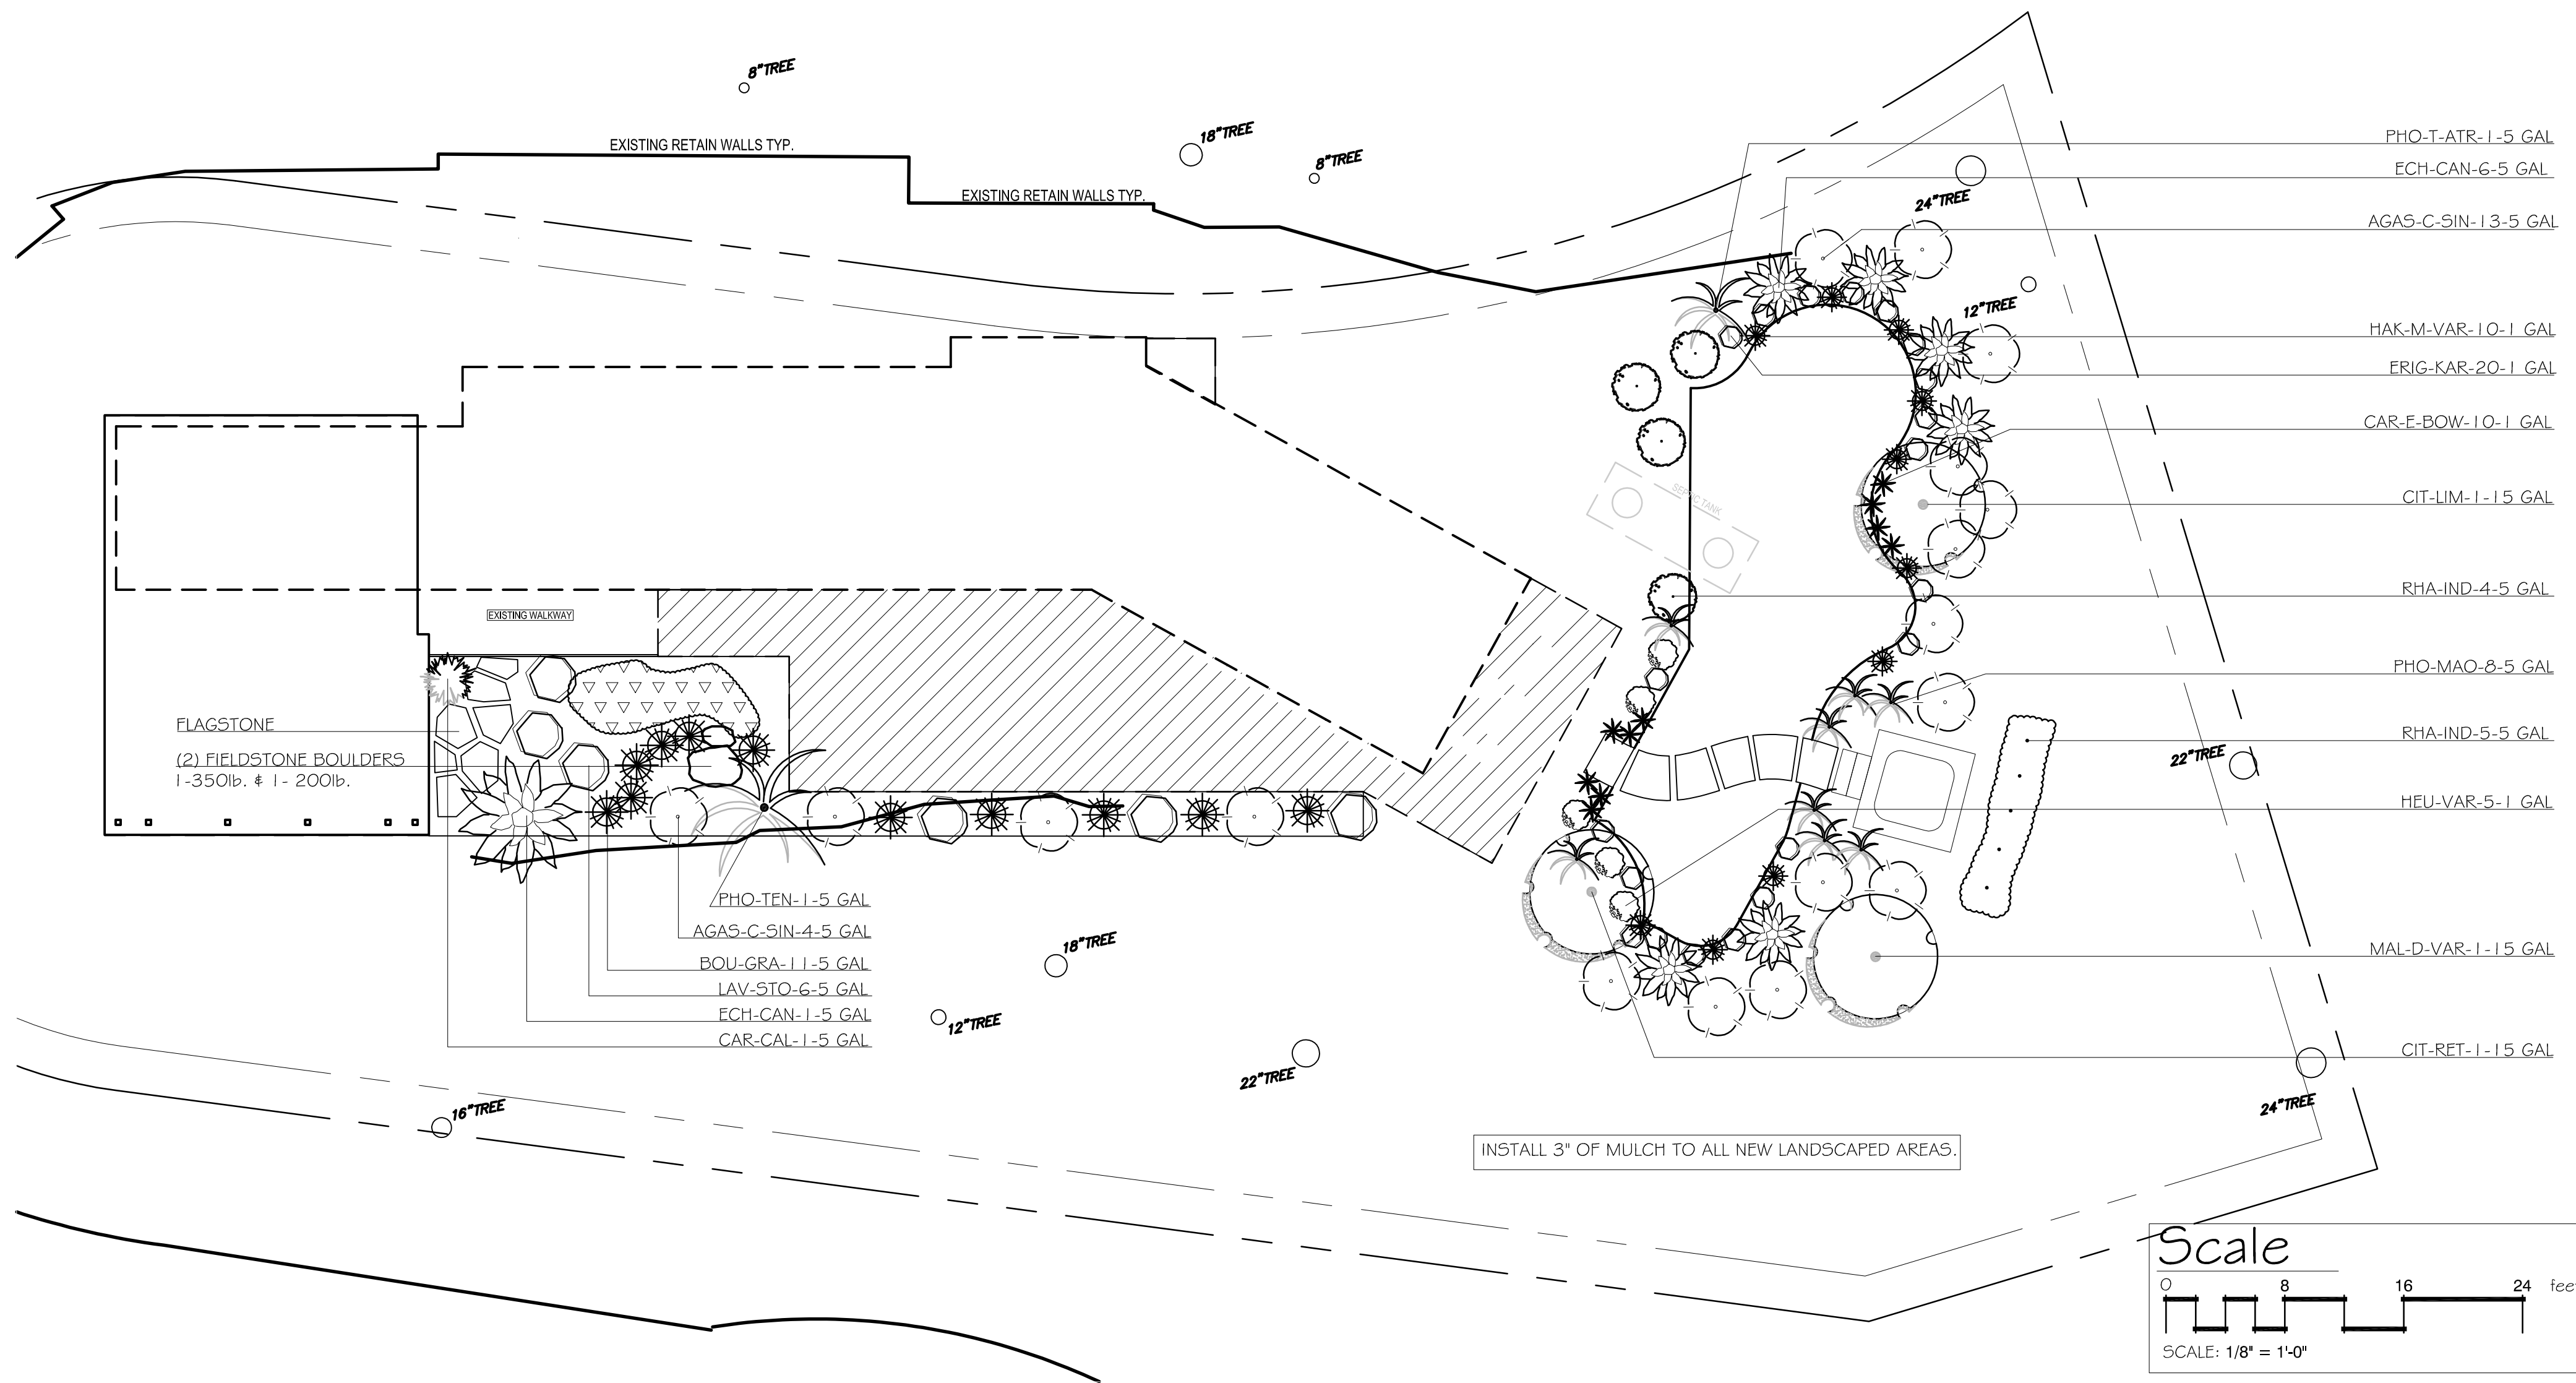 8"TREE
18"TREE
8"TREE
EXISTING RETAIN WALLS TYP.
EXISTING RETAIN WALLS TYP.
24"TREE
12"TREE
PHO-T-ATR-1-5 GAL
ECH-CAN-6-5 GAL
AGAS-C-SIN-13-5 GAL
HAK-M-VAR-10-1 GAL
ERIG-KAR-20-1 GAL
CAR-E-BOW-10-1 GAL
CIT-LIM-1-15 GAL
RHA-IND-4-5 GAL
PHO-MAO-8-5 GAL
RHA-IND-5-5 GAL
HEU-VAR-5-1 GAL
MAL-D-VAR-1-15 GAL
CIT-RET-1-15 GAL
SEPTIC TANK
22"TREE
24"TREE
EXISTING WALKWAY
FLAGSTONE
(2) FIELDSTONE BOULDERS
1-350lb. & 1- 200lb.
PHO-TEN-1-5 GAL
AGAS-C-SIN-4-5 GAL
BOU-GRA-11-5 GAL
LAV-STO-6-5 GAL
ECH-CAN-1-5 GAL
CAR-CAL-1-5 GAL
18"TREE
12"TREE
22"TREE
16"TREE
INSTALL 3" OF MULCH TO ALL NEW LANDSCAPED AREAS.
Scale
0 8 16 24 fee
SCALE: 1/8" = 1'-0"